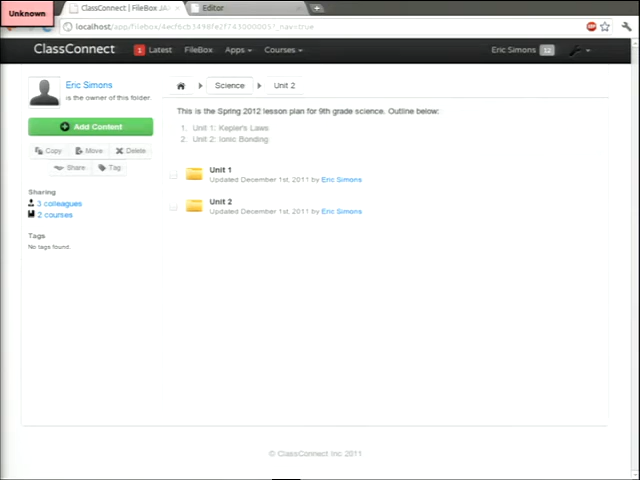 Unknown
ClassConnect | FileBox JA
Editor
localhost/app/filebox/
ClassConnect
1 Latest
FileBox
Apps
Courses
Eric Simons 12
Eric Simons
is the owner of this folder.
Science
Unit 2
This is the Spring 2012 lesson plan for 9th grade science. Outline below:
1. Unit 1: Kepler's Laws
2. Unit 2: Ionic Bonding
Add Content
Copy
Move
Delete
Share
Tag
Unit 1
Updated December 1st, 2011 by Eric Simons
Unit 2
Updated December 1st, 2011 by Eric Simons
Sharing
3 colleagues
2 courses
Tags
No tags found.
© ClassConnect Inc 2011